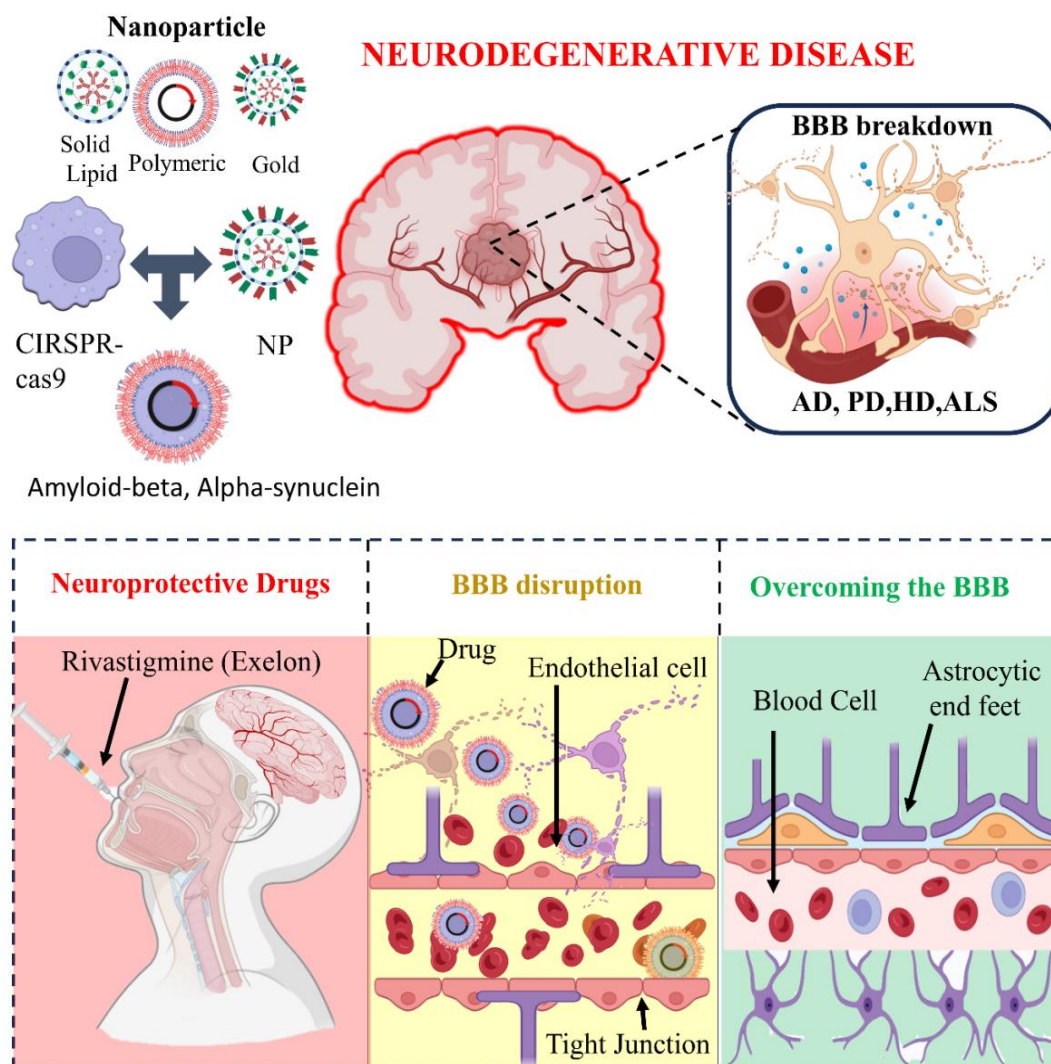 Nanoparticle
Solid
Lipid
Polymeric
Gold
CIRSPR-
cas9
NP
Amyloid-beta, Alpha-synuclein
NEURODEGENERATIVE DISEASE
BBB breakdown
AD, PD,HD,ALS
Neuroprotective Drugs
Rivastigmine (Exelon)
BBB disruption
Drug
Endothelial cell
Tight Junction
Overcoming the BBB
Blood Cell
Astrocytic
end feet